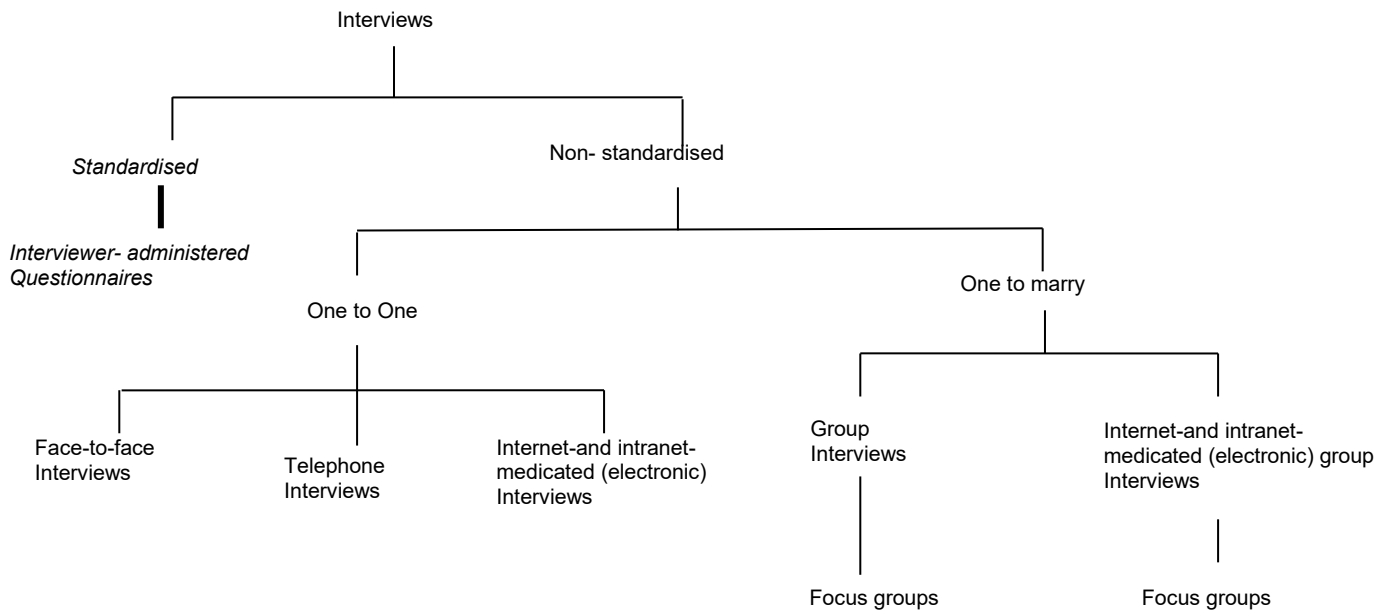 Interviews
Standardised
Non- standardised
Interviewer- administered
Questionnaires
One to One
One to marry
Face-to-face
Interviews
Telephone
Interviews
Internet-and intranet-
medicated (electronic)
Interviews
Group
Interviews
Internet-and intranet-
medicated (electronic) group
Interviews
Focus groups
Focus groups